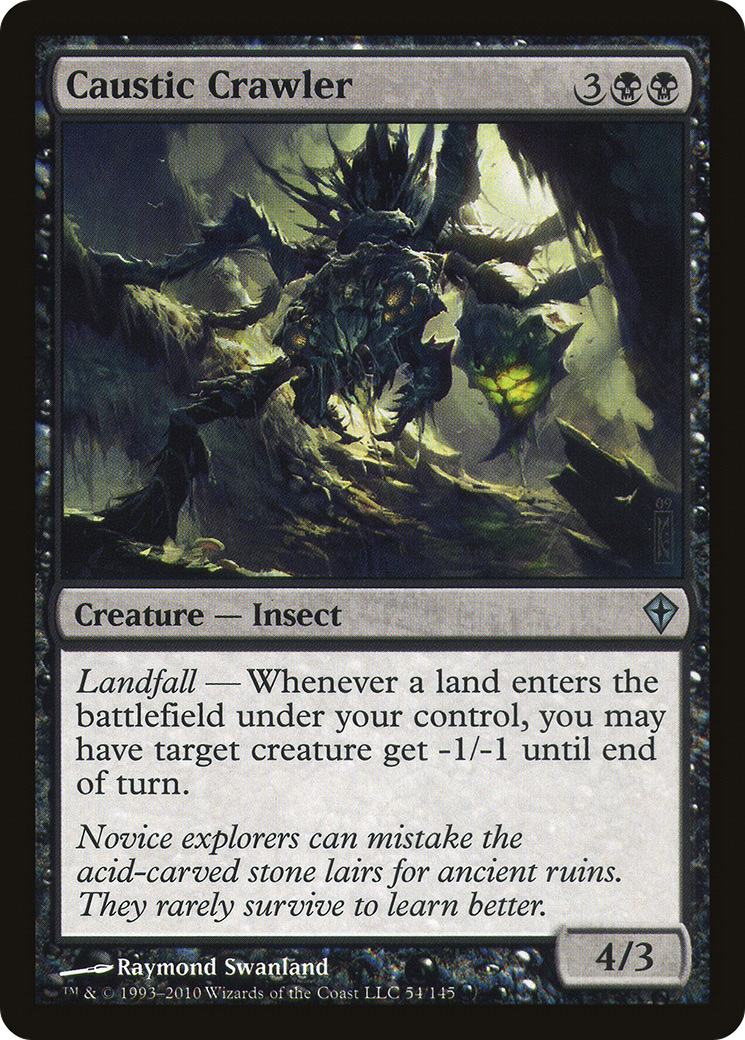 Caustic Crawler 3
09
Creature — Insect
Landfall — Whenever a land enters the
battlefield under your control, you may
have target creature get -1/-1 until end
of turn.
Novice explorers can mistake the
acid-carved stone lairs for ancient ruins.
They rarely survive to learn better.
4/3
Raymond Swanland
™ & © 1993–2010 Wizards of the Coast LLC 54/145